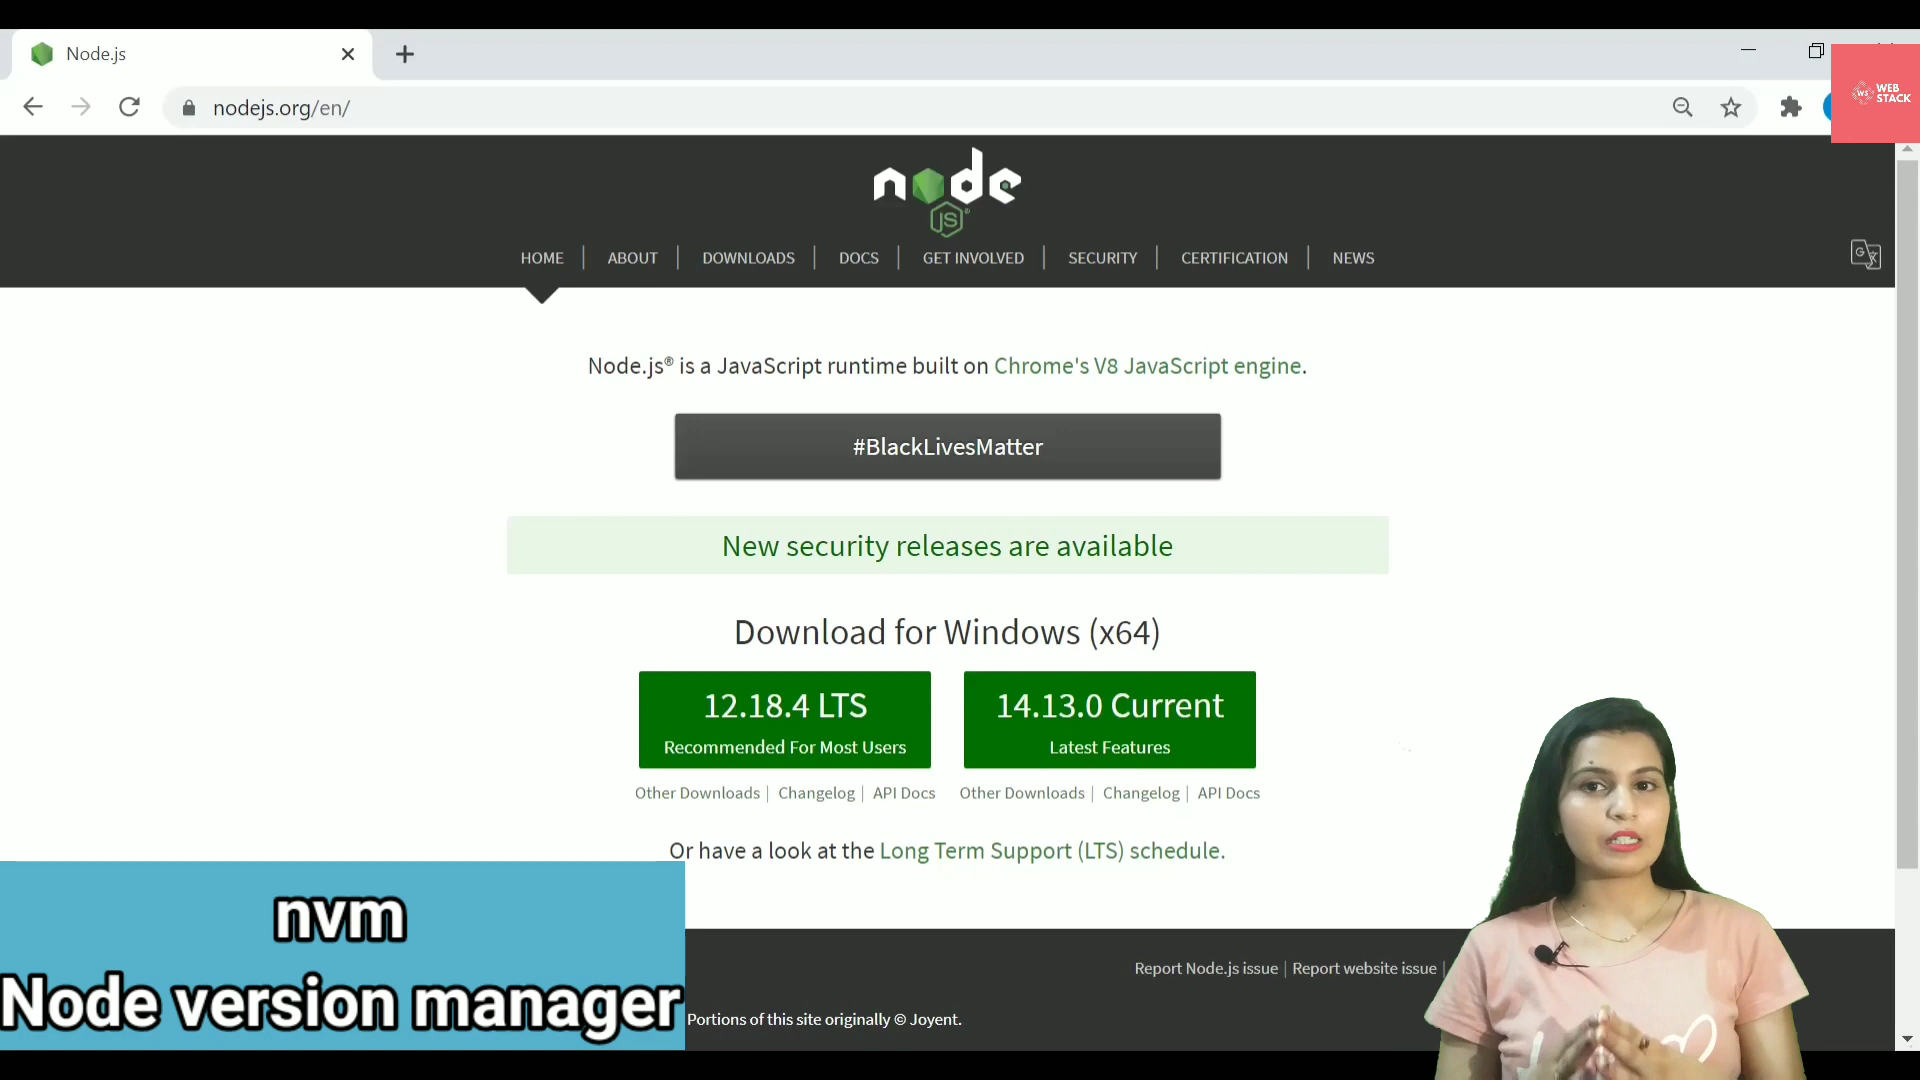 Node.js
nodejs.org/en/
WS WEB STACK
node
JS
HOME | ABOUT | DOWNLOADS | DOCS | GET INVOLVED | SECURITY | CERTIFICATION | NEWS
Node.js® is a JavaScript runtime built on Chrome's V8 JavaScript engine.
#BlackLivesMatter
New security releases are available
Download for Windows (x64)
12.18.4 LTS
Recommended For Most Users
14.13.0 Current
Latest Features
Other Downloads | Changelog | API Docs
Other Downloads | Changelog | API Docs
Or have a look at the Long Term Support (LTS) schedule.
nvm
Node version manager
Report Node.js issue | Report website issue |
Portions of this site originally © Joyent.